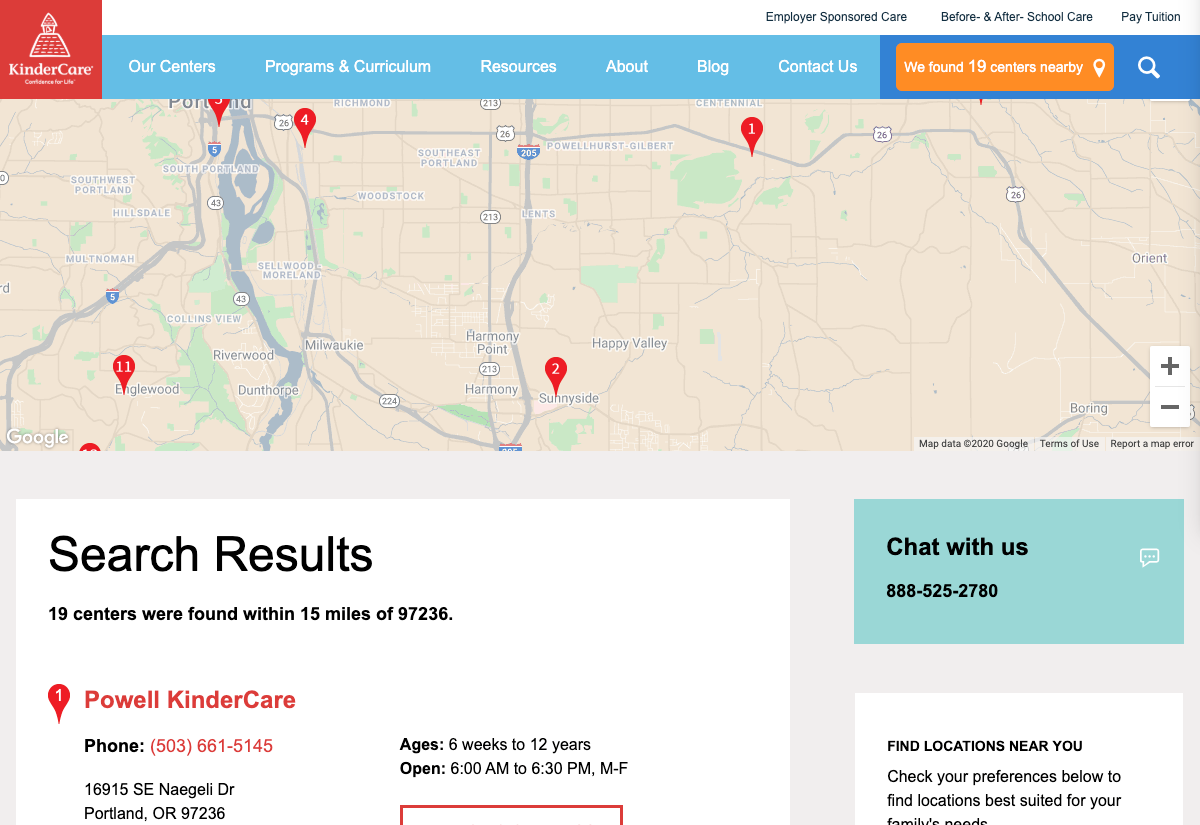 Employer Sponsored Care Before- & After- School Care Pay Tuition
KinderCare
Confidence for Life
Our Centers Programs & Curriculum Resources About Blog Contact Us
We found 19 centers nearby
Portland
RICHMOND
213
CENTENNIAL
26
4
26
1
26
5
SOUTHEAST
PORTLAND
205
POWELLHURST-GILBERT
SOUTH PORTLAND
SOUTHWEST
PORTLAND
WOODSTOCK
26
HILLSDALE
43
213
LENTS
MULTNOMAH
SELLWOOD
MORELAND
Orient
5
43
COLLINS VIEW
Milwaukie
Harmony
Point
Happy Valley
Riverwood
11
Englewood
Dunthorpe
213
Harmony
2
Sunnyside
224
Boring
Google
Map data ©2020 Google Terms of Use Report a map error
Search Results
19 centers were found within 15 miles of 97236.
1
Powell KinderCare
Phone: (503) 661-5145
16915 SE Naegeli Dr
Portland, OR 97236
Ages: 6 weeks to 12 years
Open: 6:00 AM to 6:30 PM, M-F
Chat with us
888-525-2780
FIND LOCATIONS NEAR YOU
Check your preferences below to
find locations best suited for your
family's needs